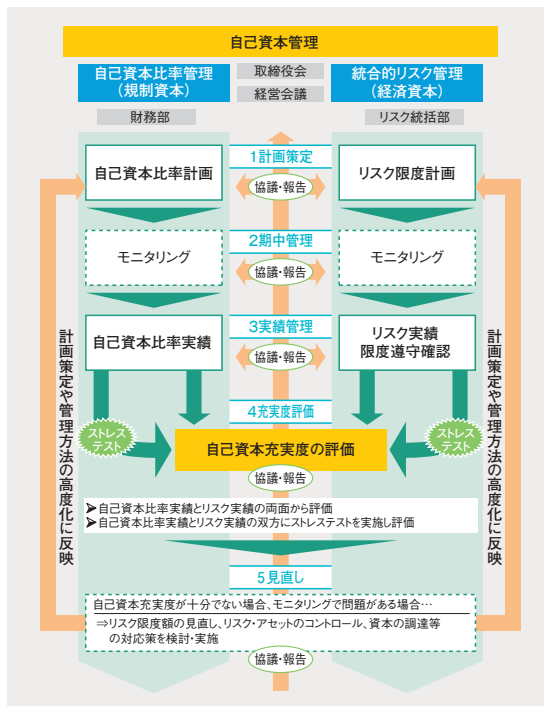 自己資本管理
自己資本比率管理
(規制資本)
取締役会
経営会議
統合的リスク管理
(経済資本)
財務部
リスク統括部
1計画策定
自己資本比率計画
協議・報告
リスク限度計画
2期中管理
モニタリング
協議・報告
モニタリング
3実績管理
自己資本比率実績
協議・報告
リスク実績
限度遵守確認
4充実度評価
ストレス
テスト
自己資本充実度の評価
ストレス
テスト
協議・報告
➢自己資本比率実績とリスク実績の両面から評価
➢自己資本比率実績とリスク実績の双方にストレステストを実施し評価
5見直し
自己資本充実度が十分でない場合、モニタリングで問題がある場合…
⇒リスク限度額の見直し、リスク・アセットのコントロール、資本の調達等
の対応策を検討・実施
協議・報告
計画策定や管理方法の高度化に反映
計画策定や管理方法の高度化に反映